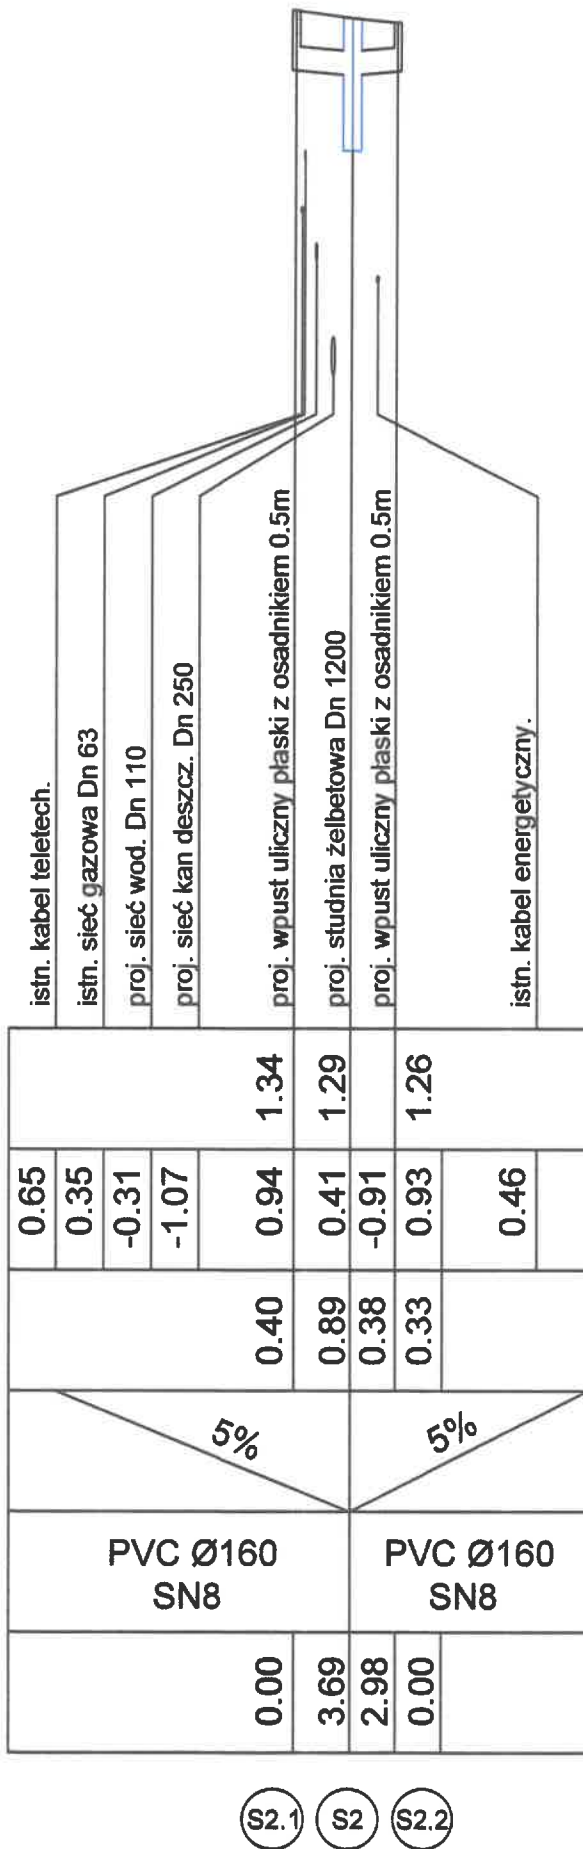 istn. kabel teletech.
istn. sieć gazowa Dn 63
proj. sieć wod. Dn 110
proj. sieć kan deszcz. Dn 250
proj. wpust uliczny płaski z osadnikiem 0.5m
proj. studnia żelbetowa Dn 1200
proj. wpust uliczny płaski z osadnikiem 0.5m
istn. kabel energetyczny.
1.34
1.29
1.26
0.65
0.35
-0.31
-1.07
0.94
0.41
-0.91
0.93
0.46
0.40
0.89
0.38
0.33
5%
5%
PVC Ø160
SN8
PVC Ø160
SN8
0.00
3.69
2.98
0.00
S2.1
S2
S2.2